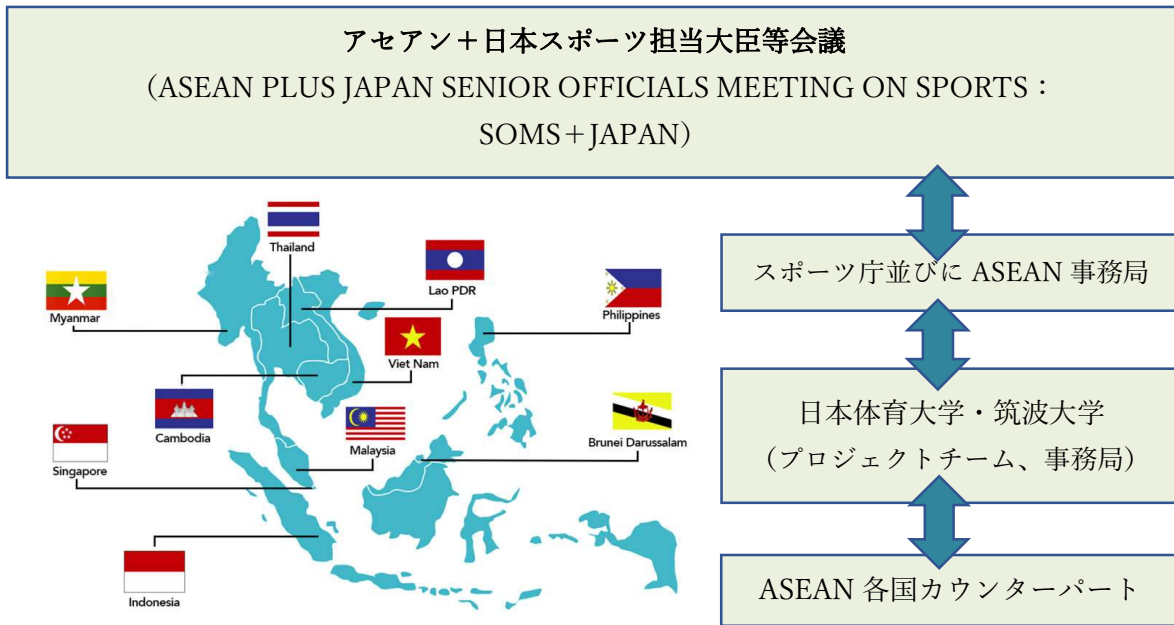 アセアン＋日本スポーツ担当大臣等会議
（ASEAN PLUS JAPAN SENIOR OFFICIALS MEETING ON SPORTS：
SOMS＋JAPAN）
Thailand
Lao PDR
Myanmar
Philippines
Viet Nam
Cambodia
Malaysia
Brunei Darussalam
Singapore
Indonesia
スポーツ庁並びに ASEAN 事務局
日本体育大学・筑波大学
（プロジェクトチーム、事務局）
ASEAN 各国カウンターパート